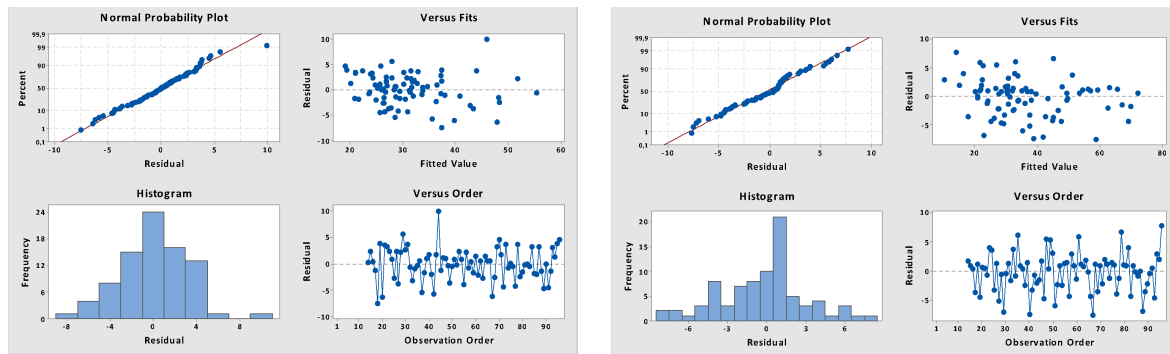 Normal Probability Plot
Versus Fits
99,9
99
90
50
10
1
0,1
Percent
-10 -5 0 5 10
Residual
10
5
0
-5
-10
Residual
20 30 40 50 60
Fitted Value
Histogram
Versus Order
24
18
12
6
0
Frequency
-8 -4 0 4 8
Residual
10
5
0
-5
-10
Residual
1 10 20 30 40 50 60 70 80 90
Observation Order
Normal Probability Plot
Versus Fits
99,9
99
90
50
10
1
0,1
Percent
-10 -5 0 5 10
Residual
10
5
0
-5
Residual
20 40 60 80
Fitted Value
Histogram
Versus Order
20
15
10
5
0
Frequency
-6 -3 0 3 6
Residual
10
5
0
-5
Residual
1 10 20 30 40 50 60 70 80 90
Observation Order